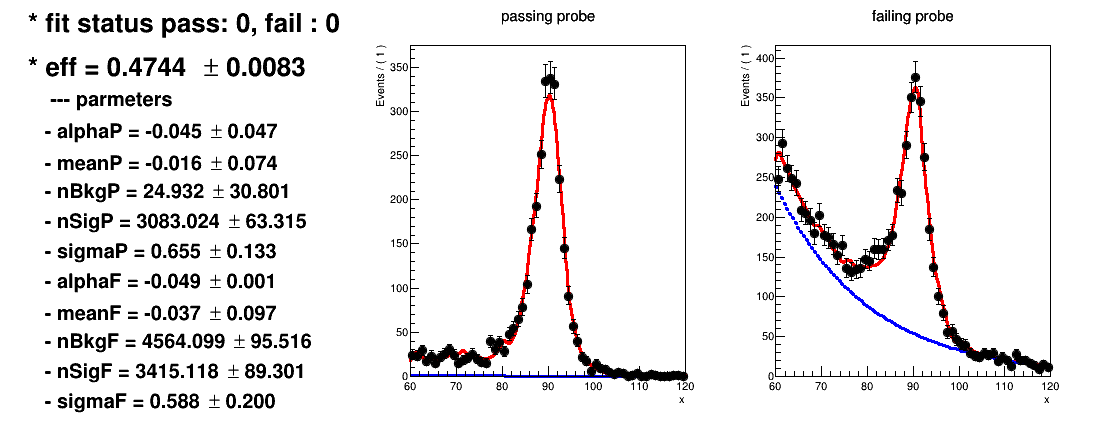 * fit status pass: 0, fail : 0
* eff = 0.4744 ± 0.0083
--- parmeters
- alphaP = -0.045 ± 0.047
- meanP = -0.016 ± 0.074
- nBkgP = 24.932 ± 30.801
- nSigP = 3083.024 ± 63.315
- sigmaP = 0.655 ± 0.133
- alphaF = -0.049 ± 0.001
- meanF = -0.037 ± 0.097
- nBkgF = 4564.099 ± 95.516
- nSigF = 3415.118 ± 89.301
- sigmaF = 0.588 ± 0.200
passing probe
Events / ( 1 )
350
300
250
200
150
100
50
0
60 70 80 90 100 110 120
x
failing probe
Events / ( 1 )
400
350
300
250
200
150
100
50
0
60 70 80 90 100 110 120
x